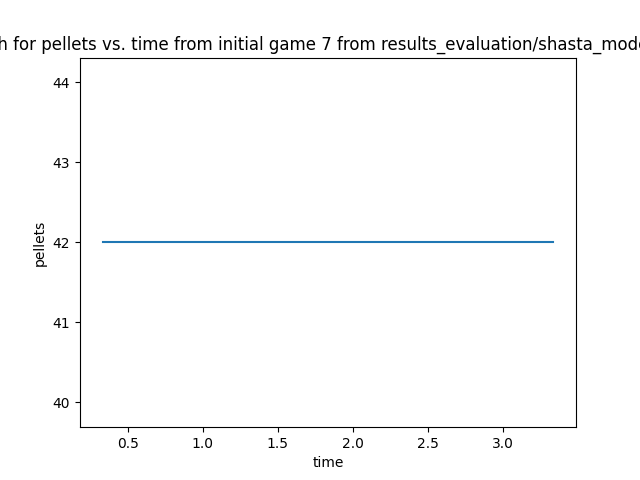 h for pellets vs. time from initial game 7 from results_evaluation/shasta_mod
44
43
42
41
40
pellets
0.5 1.0 1.5 2.0 2.5 3.0
time